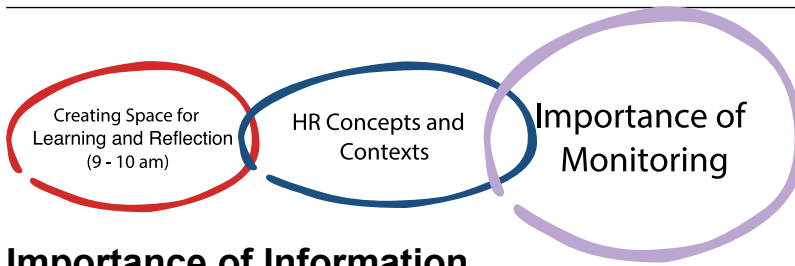 Creating Space for
Learning and Reflection
(9 - 10 am)
HR Concepts and
Contexts
Importance of
Monitoring
Importance of Information